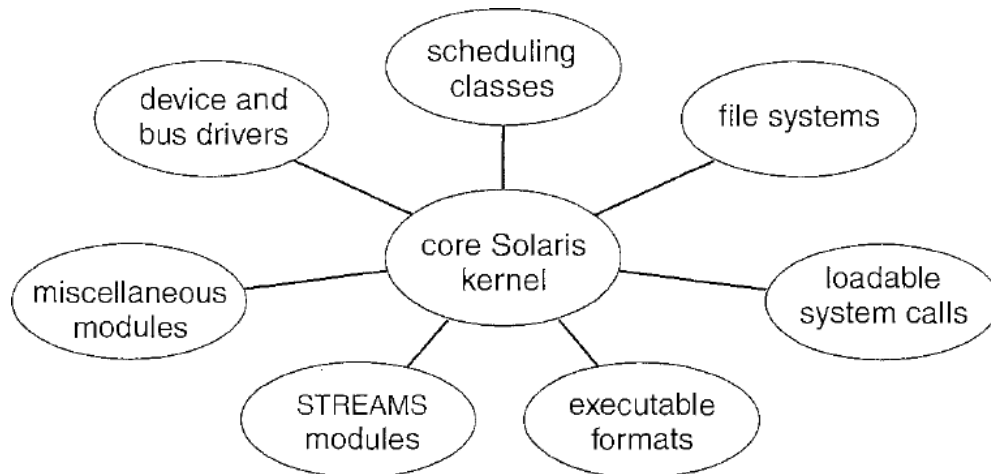 scheduling
classes
device and
bus drivers
file systems
core Solaris
kernel
miscellaneous
modules
loadable
system calls
STREAMS
modules
executable
formats